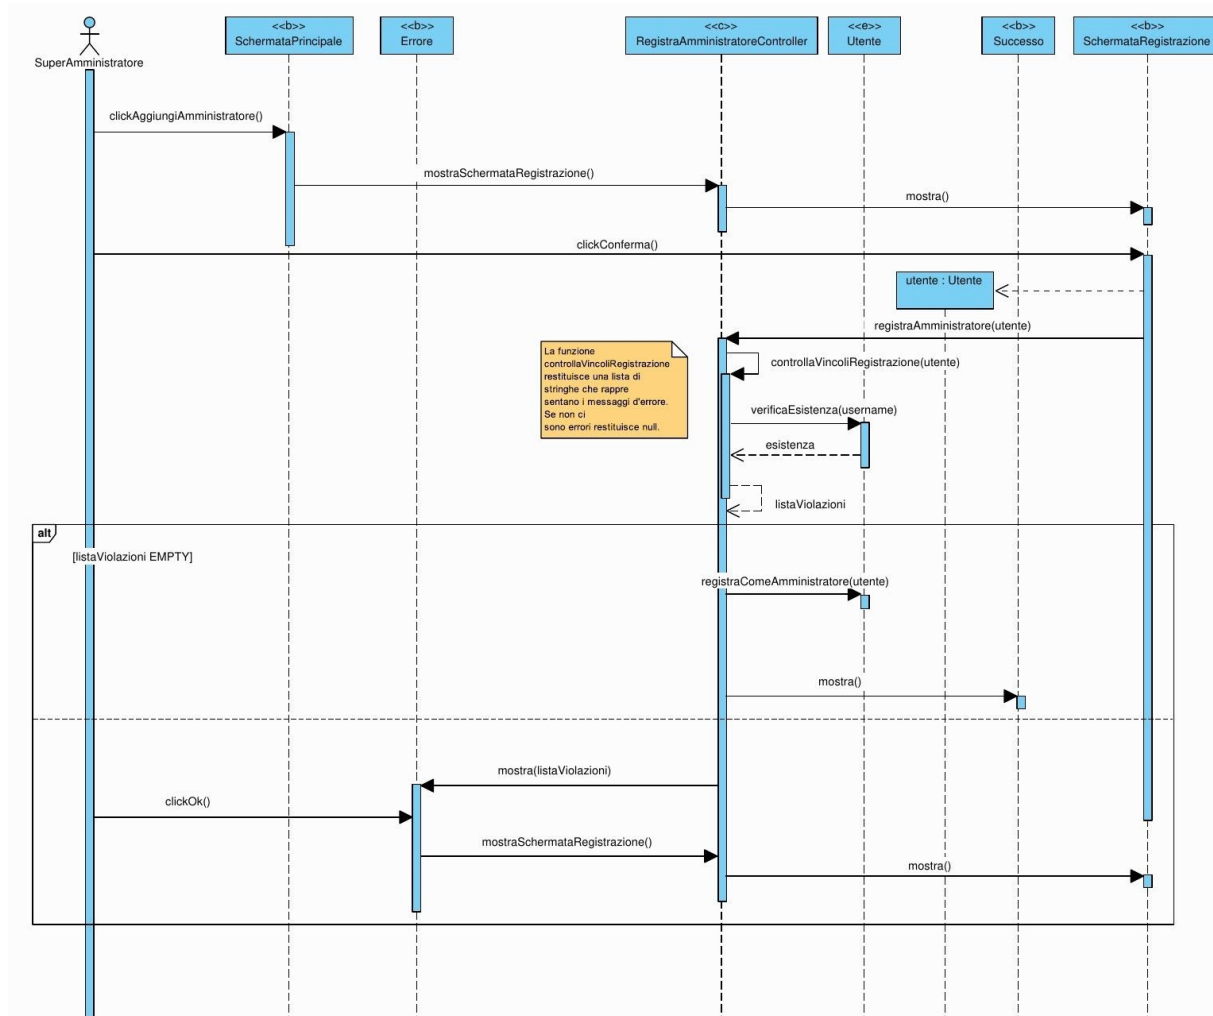 <<b>>
SchermataPrincipale
<<b>>
Errore
<<c>>
RegistraAmministratoreController
<<e>>
Utente
<<b>>
Successo
<<b>>
SchermataRegistrazione
SuperAmministratore
clickAggiungiAmministratore()
mostraSchermataRegistrazione()
mostra()
clickConferma()
utente : Utente
registraAmministratore(utente)
La funzione
controllaVincoliRegistrazione
restituisce una lista di
stringhe che rappre
sentano i messaggi d'errore.
Se non ci
sono errori restituisce null.
controllaVincoliRegistrazione(utente)
verificaEsistenza(username)
esistenza
listaViolazioni
alt
[listaViolazioni EMPTY]
registraComeAmministratore(utente)
mostra()
mostra(listaViolazioni)
clickOk()
mostraSchermataRegistrazione()
mostra()